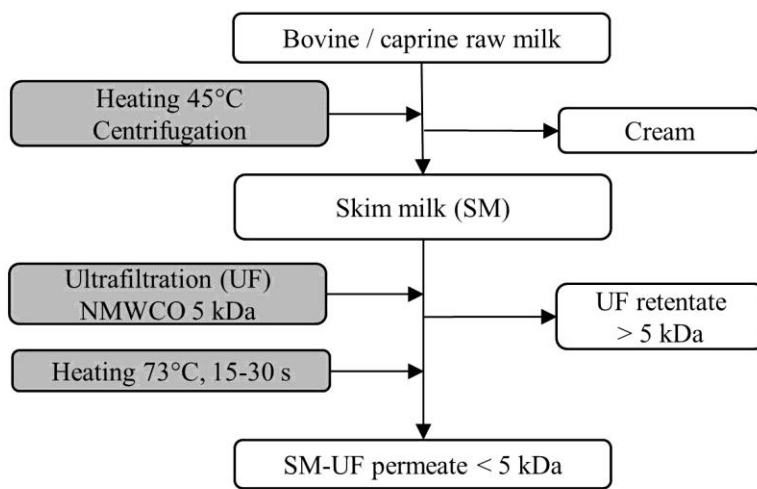 Bovine / caprine raw milk
Heating 45°C
Centrifugation
Cream
Skim milk (SM)
Ultrafiltration (UF)
NMWCO 5 kDa
UF retentate
> 5 kDa
Heating 73°C, 15-30 s
SM-UF permeate < 5 kDa